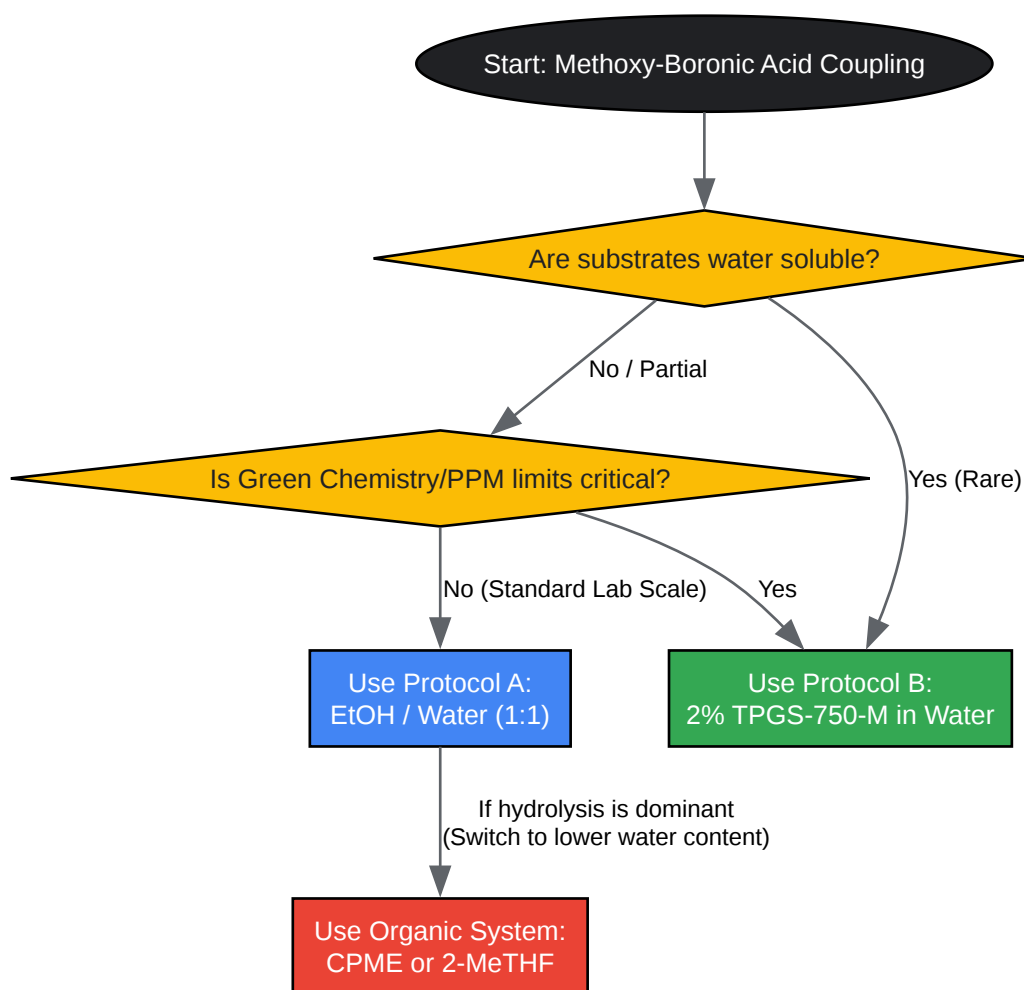 Start: Methoxy-Boronic Acid Coupling
Are substrates water soluble?
No / Partial
Is Green Chemistry/PPM limits critical?
Yes (Rare)
No (Standard Lab Scale)
Yes
Use Protocol A:
EtOH / Water (1:1)
Use Protocol B:
2% TPGS-750-M in Water
If hydrolysis is dominant
(Switch to lower water content)
Use Organic System:
CPME or 2-MeTHF